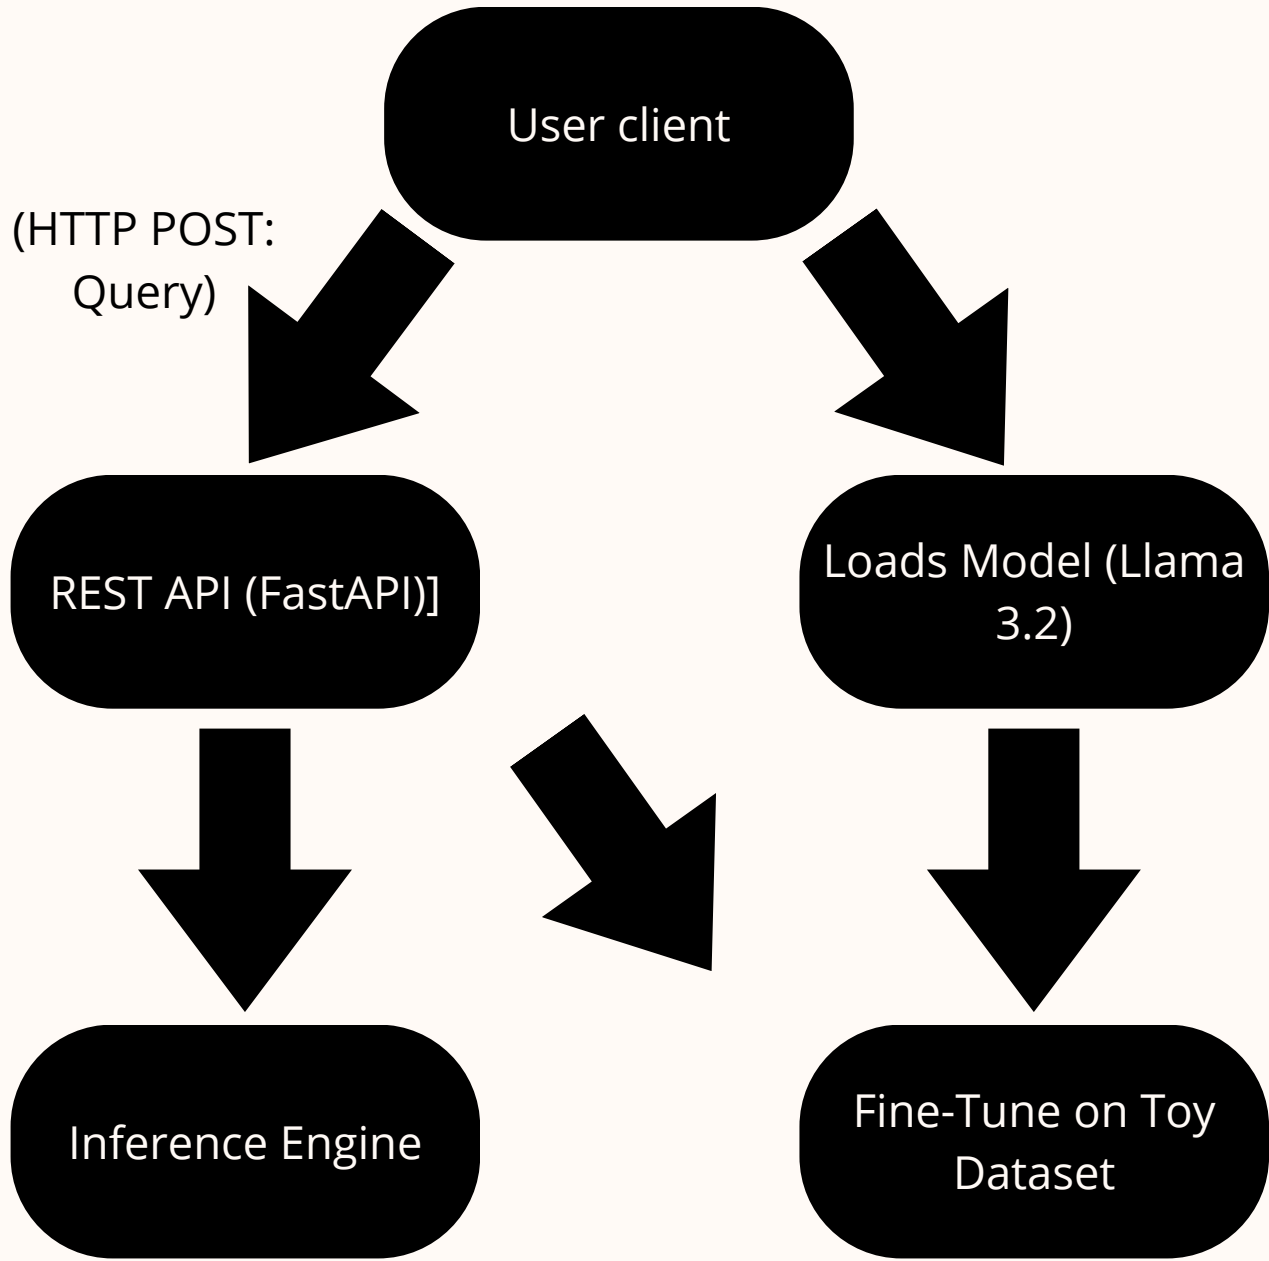 User client
(HTTP POST:
Query)
REST API (FastAPI)]
Loads Model (Llama
3.2)
Inference Engine
Fine-Tune on Toy
Dataset